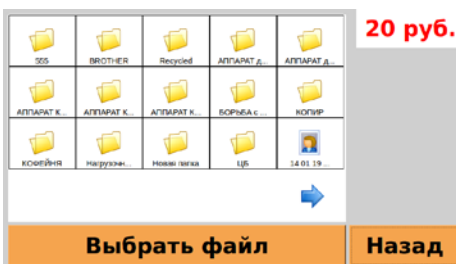 20 руб.
555 BROTHER Recycled АППАРАТ д... АППАРАТ д...
АППАРАТ К... АППАРАТ К... АППАРАТ К... БОРЬБА с ... КОПИР
КОФЕЙНЯ Нагрузочн... Новая папка ЦБ 14 01 19 ...
Выбрать файл Назад